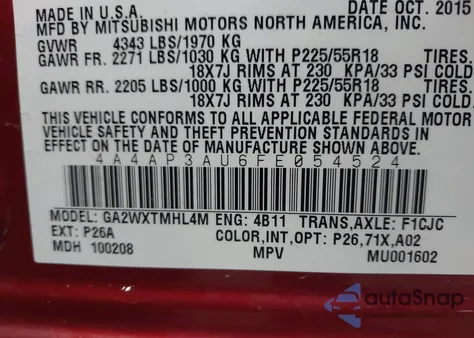 MADE IN U.S.A. DATE OCT. 2015
MFD BY MITSUBISHI MOTORS NORTH AMERICA, INC.
GVWR 4343 LBS/1970 KG
GAWR FR. 2271 LBS/1030 KG WITH P225/55R18 TIRES.
18X7J RIMS AT 230 KPA/33 PSI COLD.
GAWR RR. 2205 LBS/1000 KG WITH P225/55R18 TIRES.
18X7J RIMS AT 230 KPA/33 PSI COLD.
THIS VEHICLE CONFORMS TO ALL APPLICABLE FEDERAL MOTOR
VEHICLE SAFETY AND THEFT PREVENTION STANDARDS IN
EFFECT ON THE DATE OF MANUFACTURE SHOWN ABOVE.
4A4AP3AU6FE054524
MODEL: GA2WXTMHL4M ENG: 4B11 TRANS,AXLE: F1CJC
EXT: P26A COLOR,INT,OPT: P26,71X,A02
MDH 100208 MPV MU001602
autoSnap